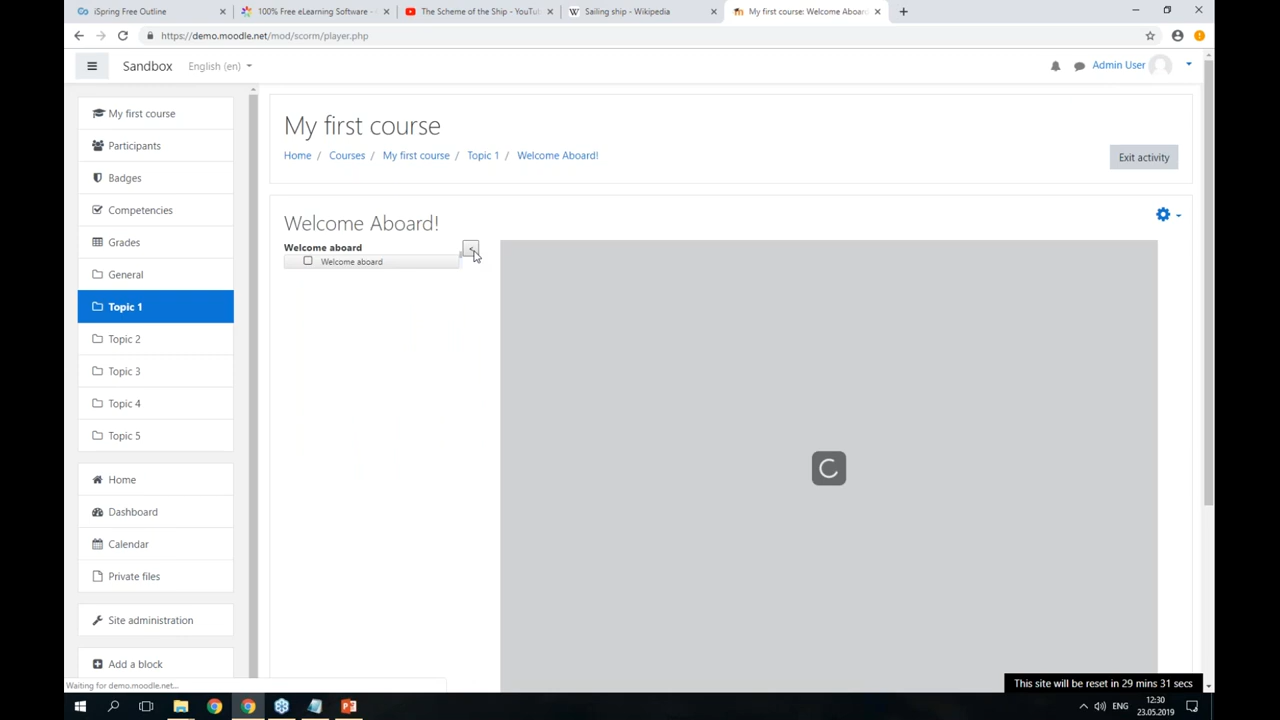 iSpring Free Outline
100% Free eLearning Software -
The Scheme of the Ship - YouTu
Sailing ship - Wikipedia
My first course: Welcome Aboard
https://demo.moodle.net/mod/scorm/player.php
Sandbox
English (en)
Admin User
My first course
Participants
Badges
Competencies
Grades
General
Topic 1
Topic 2
Topic 3
Topic 4
Topic 5
Home
Dashboard
Calendar
Private files
Site administration
Add a block
My first course
Home / Courses / My first course / Topic 1 / Welcome Aboard!
Exit activity
Welcome Aboard!
Welcome aboard
<
Welcome aboard
Waiting for demo.moodle.net...
This site will be reset in 29 mins 31 secs
ENG
12:30
23.05.2019